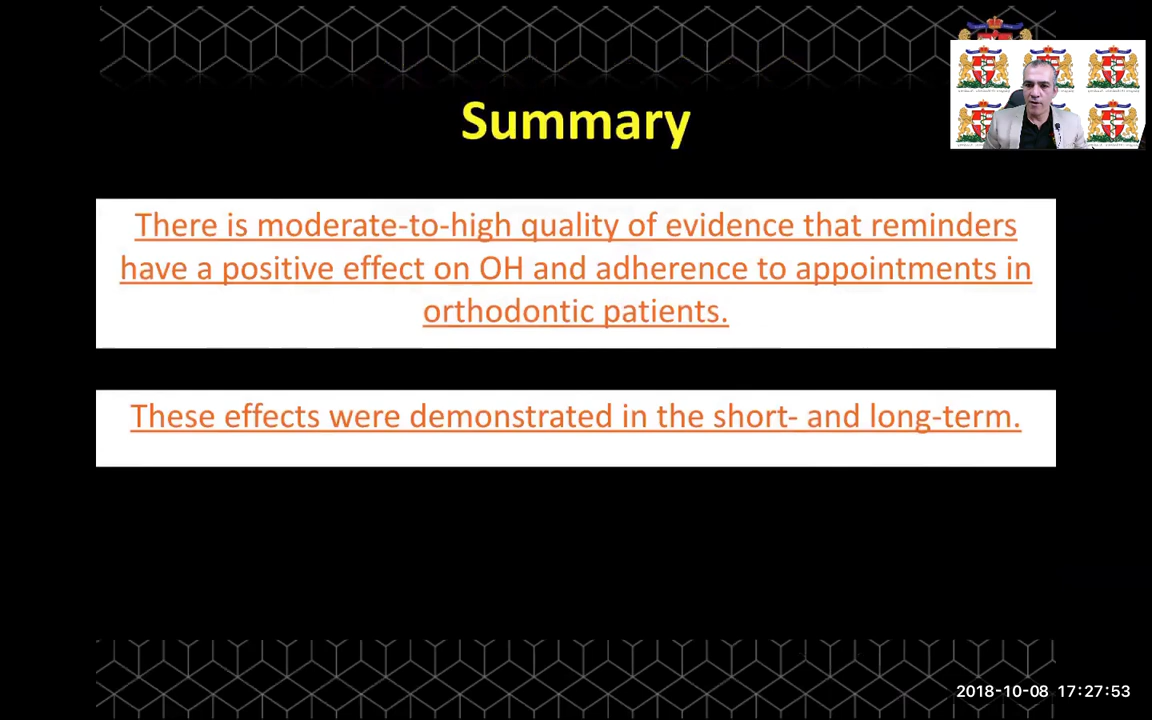 Summary
There is moderate-to-high quality of evidence that reminders
have a positive effect on OH and adherence to appointments in
orthodontic patients.
These effects were demonstrated in the short- and long-term.
2018-10-08 17:27:53